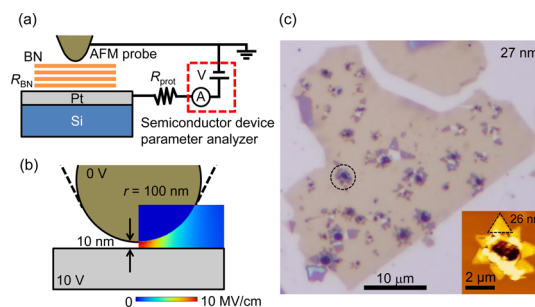 (a)
AFM probe
BN
R_BN
R_prot
V
A
Pt
Si
Semiconductor device
parameter analyzer
(b)
0 V
r = 100 nm
10 nm
10 V
0
10 MV/cm
(c)
27 nm
10 μm
26 nm
2 μm